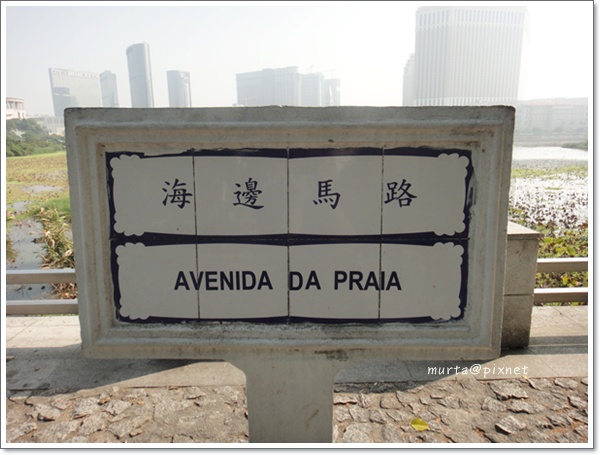 海邊馬路
AVENIDA DA PRAIA
murta@pixnet